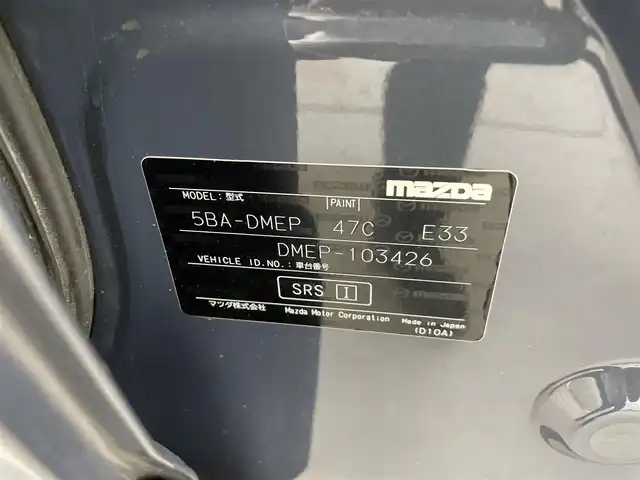 mazda
MODEL:型式 PAINT
5BA-DMEP 47C E33
DMEP-103426
VEHICLE ID.NO.:車台番号
SRS I
マツダ株式会社 Mazda Motor Corporation Made in Japan
(D10A)